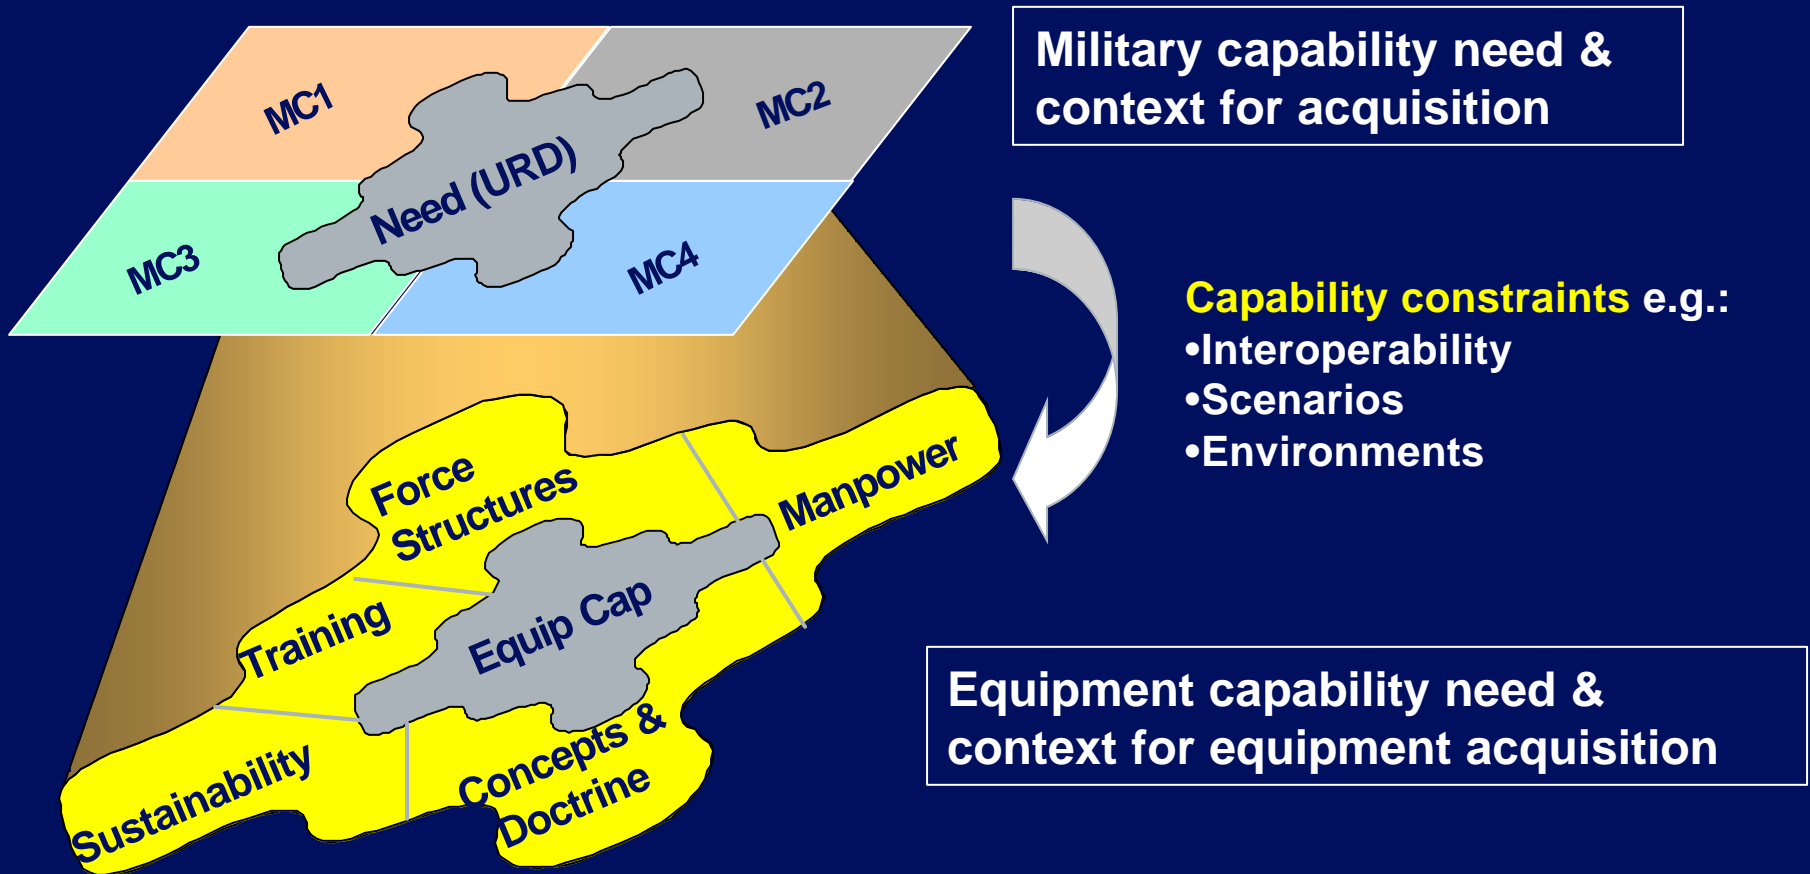 Military capability need &
context for acquisition
MC1
MC2
Need (URD)
MC3
MC4
Capability constraints e.g.:
•Interoperability
•Scenarios
•Environments
Force
Structures
Manpower
Training
Equip Cap
Sustainability
Concepts &
Doctrine
Equipment capability need &
context for equipment acquisition